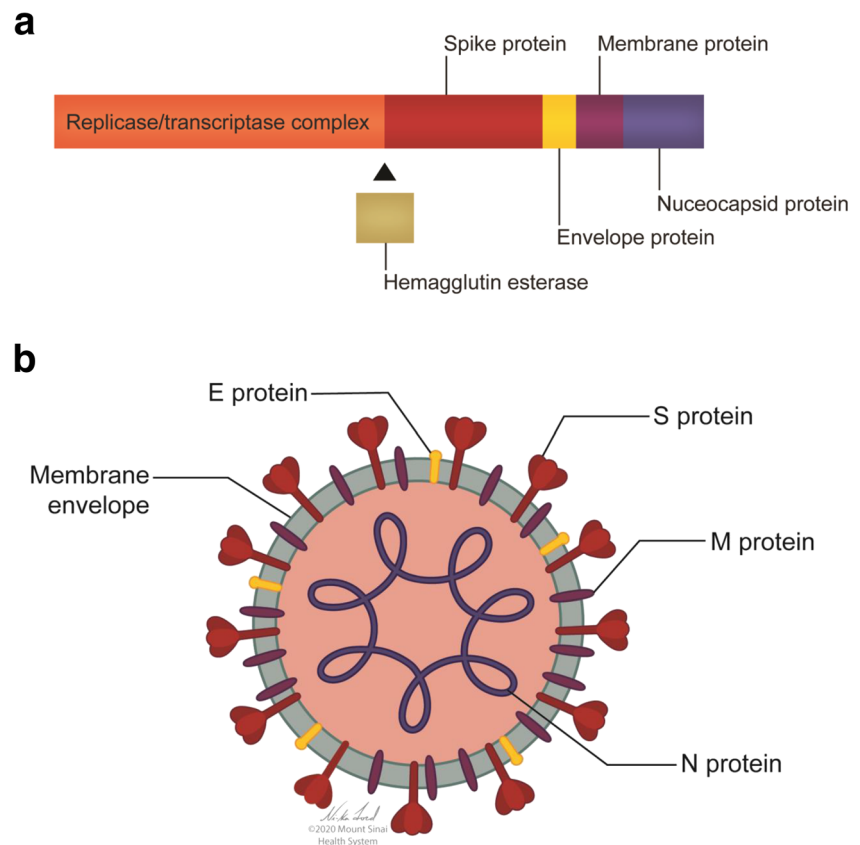 a
Spike protein
Membrane protein
Replicase/transcriptase complex
Nuceocapsid protein
Envelope protein
Hemagglutin esterase
b
E protein
S protein
Membrane
envelope
M protein
N protein
©2020 Mount Sinai
Health System